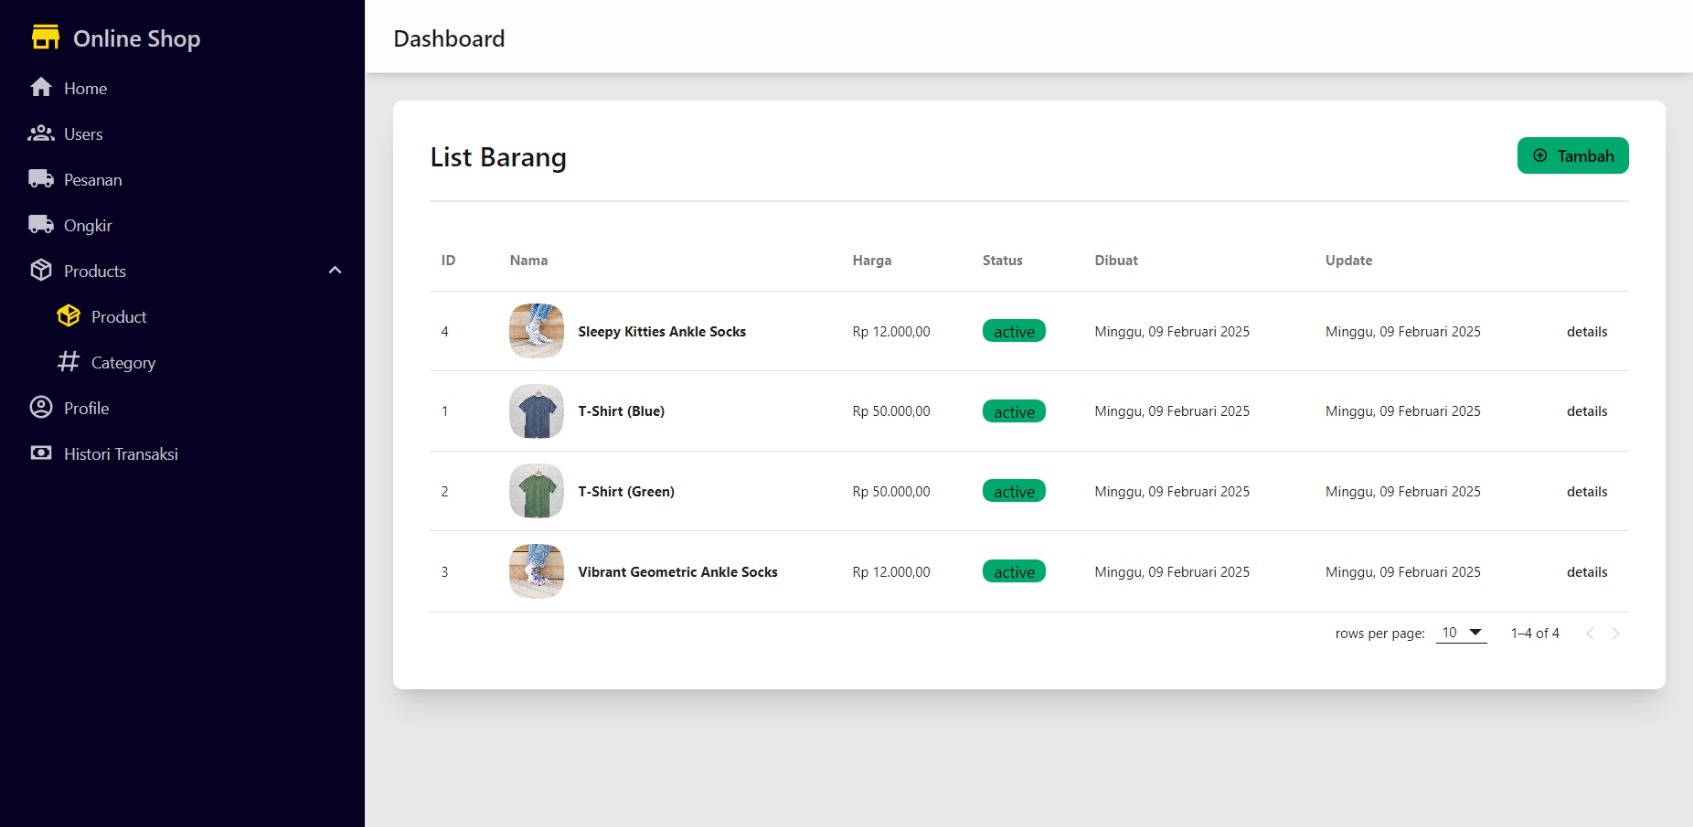 Online Shop
Home
Users
Pesanan
Ongkir
Products
Product
Category
Profile
Histori Transaksi
Dashboard
List Barang
Tambah
ID Nama Harga Status Dibuat Update
4 Sleepy Kitties Ankle Socks Rp 12.000,00 active Minggu, 09 Februari 2025 Minggu, 09 Februari 2025 details
1 T-Shirt (Blue) Rp 50.000,00 active Minggu, 09 Februari 2025 Minggu, 09 Februari 2025 details
2 T-Shirt (Green) Rp 50.000,00 active Minggu, 09 Februari 2025 Minggu, 09 Februari 2025 details
3 Vibrant Geometric Ankle Socks Rp 12.000,00 active Minggu, 09 Februari 2025 Minggu, 09 Februari 2025 details
rows per page: 10 1–4 of 4